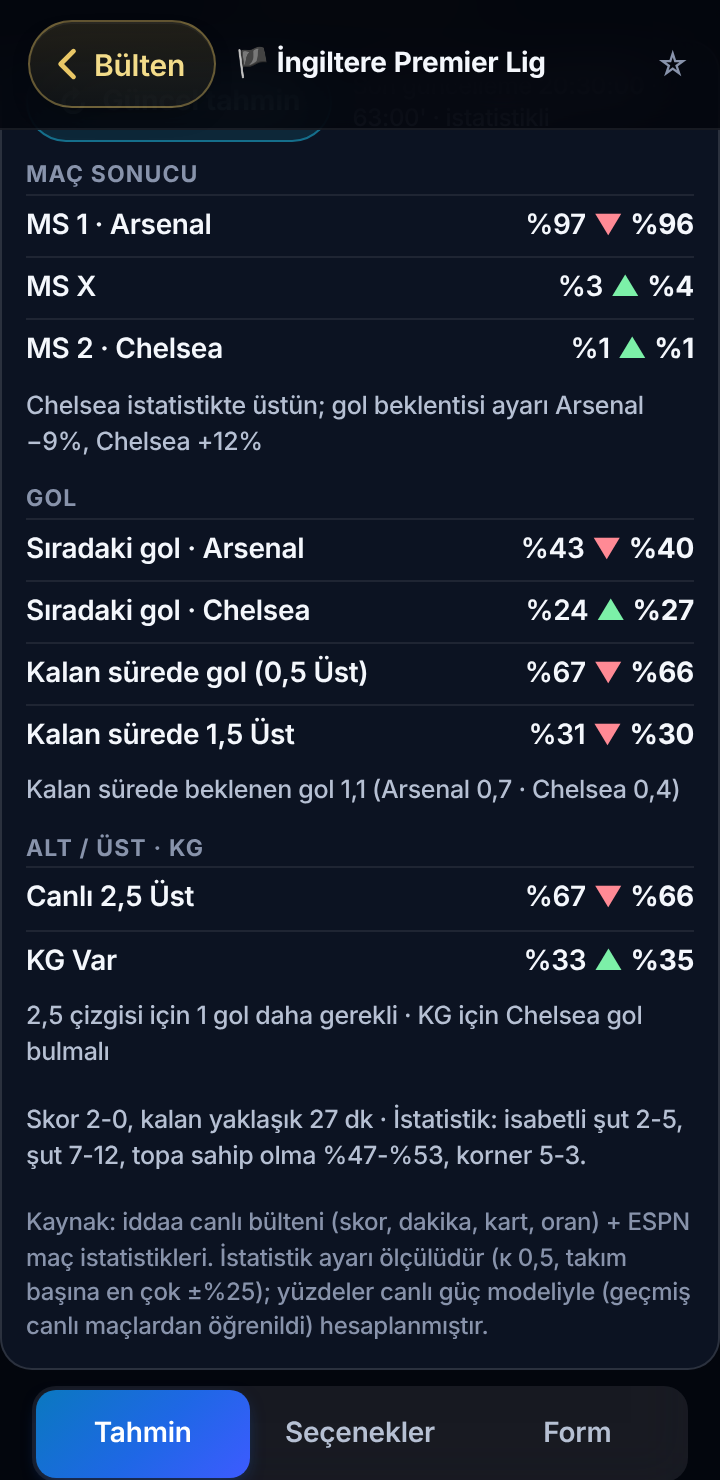 Bülten
🏴 İngiltere Premier Lig
☆
Güncel tahmin
63:00' · istatistikli
MAÇ SONUCU
MS 1 · Arsenal %97 ▼ %96
MS X %3 ▲ %4
MS 2 · Chelsea %1 ▲ %1
Chelsea istatistikte üstün; gol beklentisi ayarı Arsenal
−9%, Chelsea +12%
GOL
Sıradaki gol · Arsenal %43 ▼ %40
Sıradaki gol · Chelsea %24 ▲ %27
Kalan sürede gol (0,5 Üst) %67 ▼ %66
Kalan sürede 1,5 Üst %31 ▼ %30
Kalan sürede beklenen gol 1,1 (Arsenal 0,7 · Chelsea 0,4)
ALT / ÜST · KG
Canlı 2,5 Üst %67 ▼ %66
KG Var %33 ▲ %35
2,5 çizgisi için 1 gol daha gerekli · KG için Chelsea gol
bulmalı
Skor 2-0, kalan yaklaşık 27 dk · İstatistik: isabetli şut 2-5,
şut 7-12, topa sahip olma %47-%53, korner 5-3.
Kaynak: iddaa canlı bülteni (skor, dakika, kart, oran) + ESPN
maç istatistikleri. İstatistik ayarı ölçülüdür (κ 0,5, takım
başına en çok ±%25); yüzdeler canlı güç modeliyle (geçmiş
canlı maçlardan öğrenildi) hesaplanmıştır.
Tahmin
Seçenekler
Form